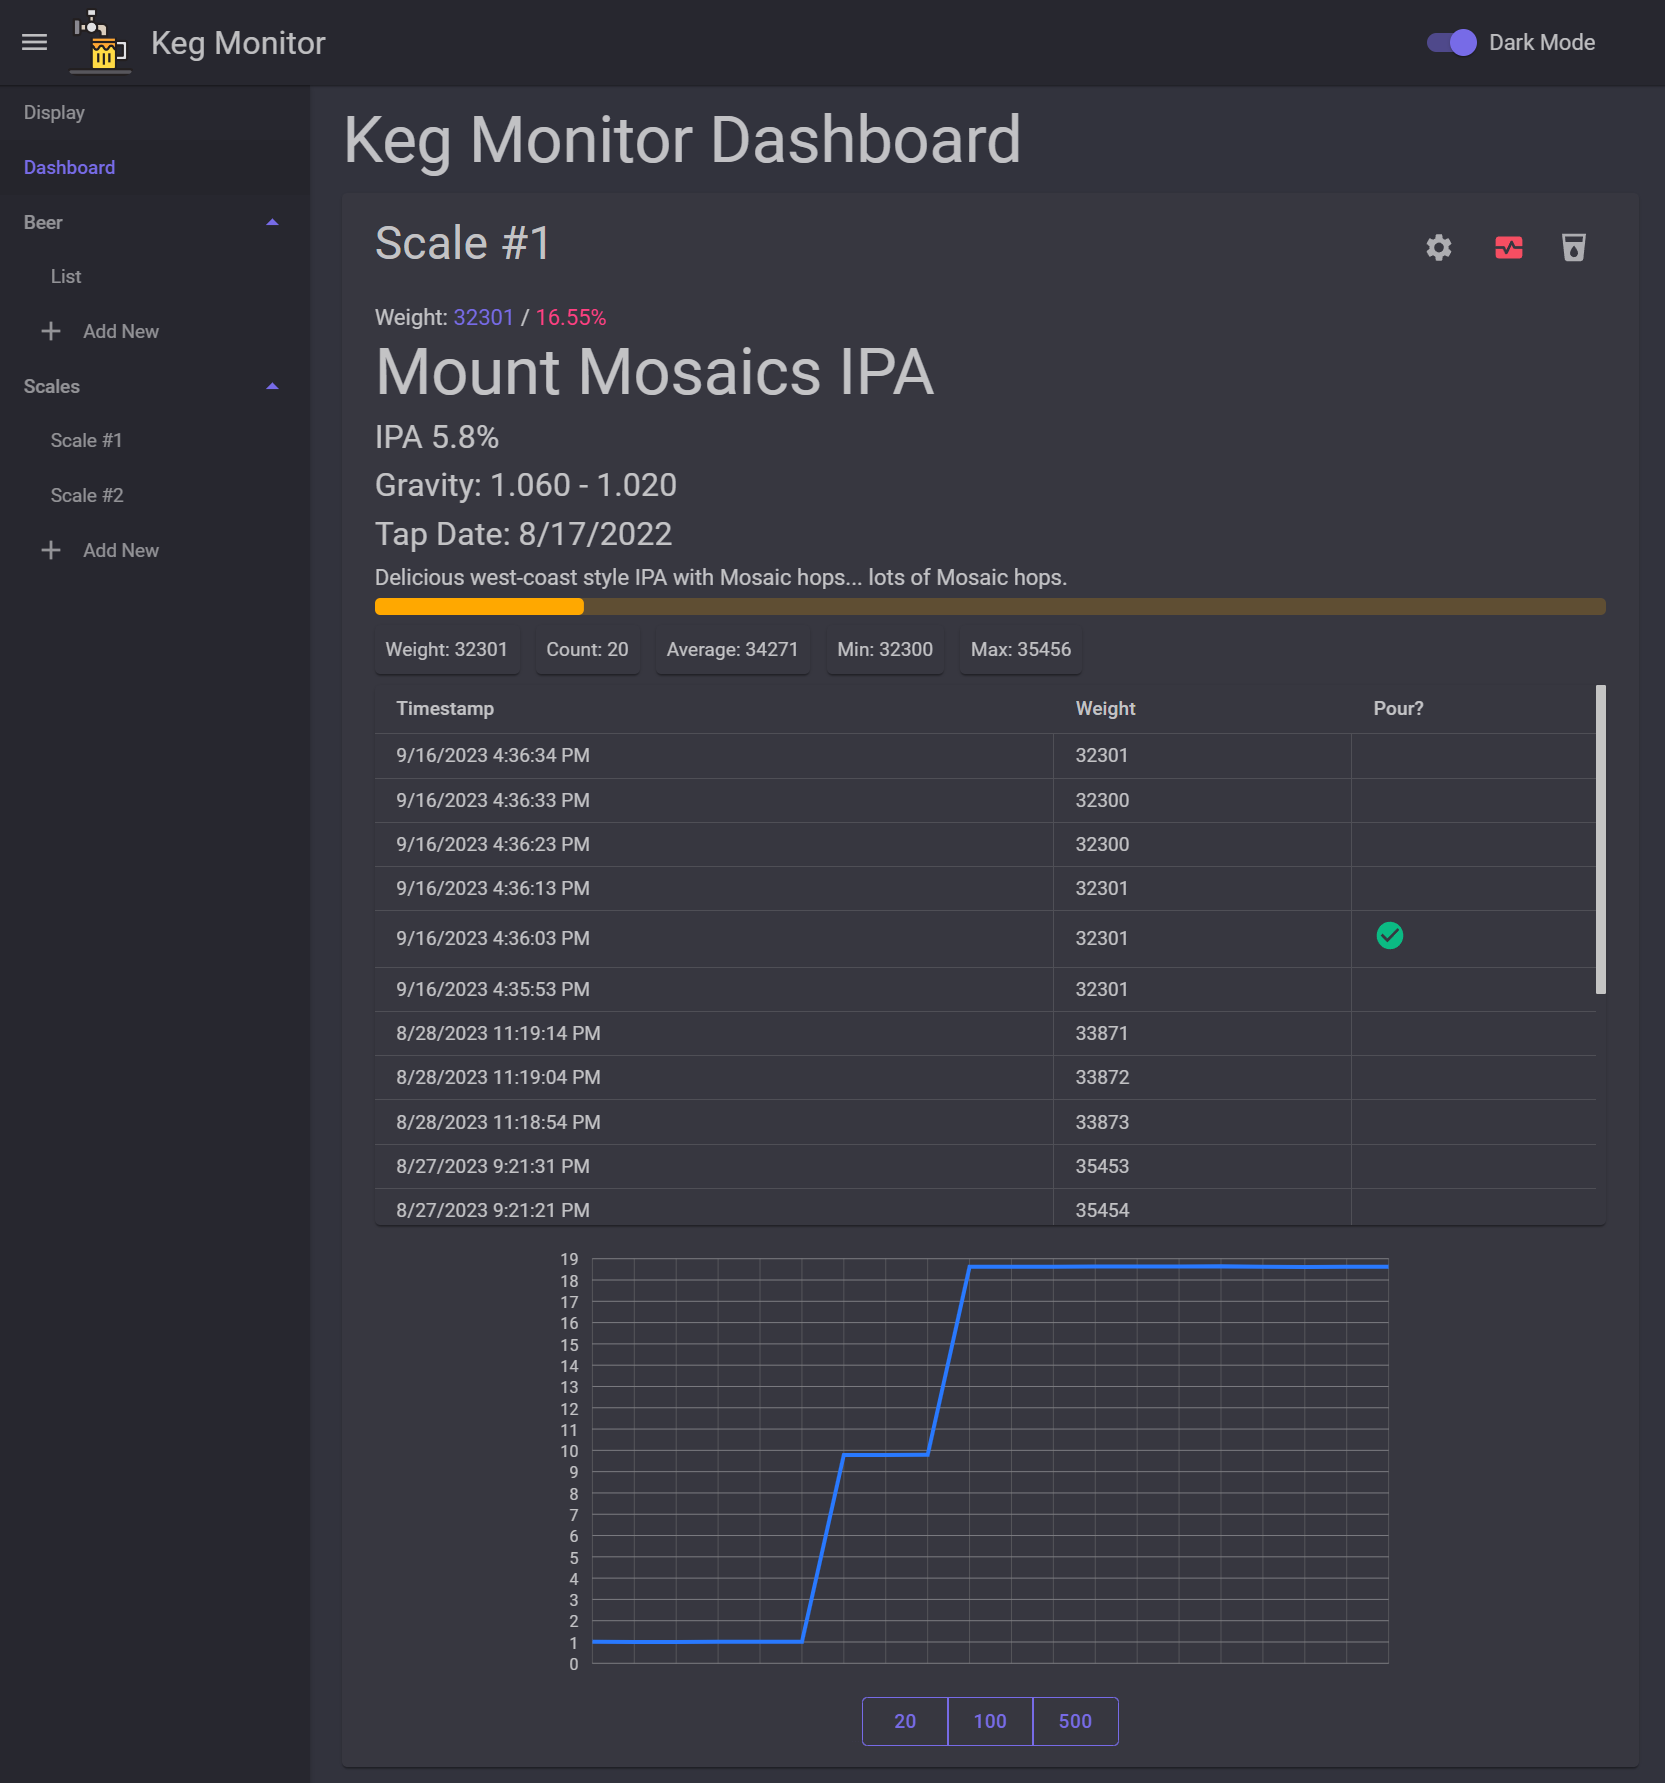 Keg Monitor
Dark Mode
Display
Dashboard
Beer
List
Add New
Scales
Scale #1
Scale #2
Add New
Keg Monitor Dashboard
Scale #1
Weight: 32301 / 16.55%
Mount Mosaics IPA
IPA 5.8%
Gravity: 1.060 - 1.020
Tap Date: 8/17/2022
Delicious west-coast style IPA with Mosaic hops... lots of Mosaic hops.
Weight: 32301 Count: 20 Average: 34271 Min: 32300 Max: 35456
Timestamp Weight Pour?
9/16/2023 4:36:34 PM 32301
9/16/2023 4:36:33 PM 32300
9/16/2023 4:36:23 PM 32300
9/16/2023 4:36:13 PM 32301
9/16/2023 4:36:03 PM 32301
9/16/2023 4:35:53 PM 32301
8/28/2023 11:19:14 PM 33871
8/28/2023 11:19:04 PM 33872
8/28/2023 11:18:54 PM 33873
8/27/2023 9:21:31 PM 35453
8/27/2023 9:21:21 PM 35454
19
18
17
16
15
14
13
12
11
10
9
8
7
6
5
4
3
2
1
0
20 100 500